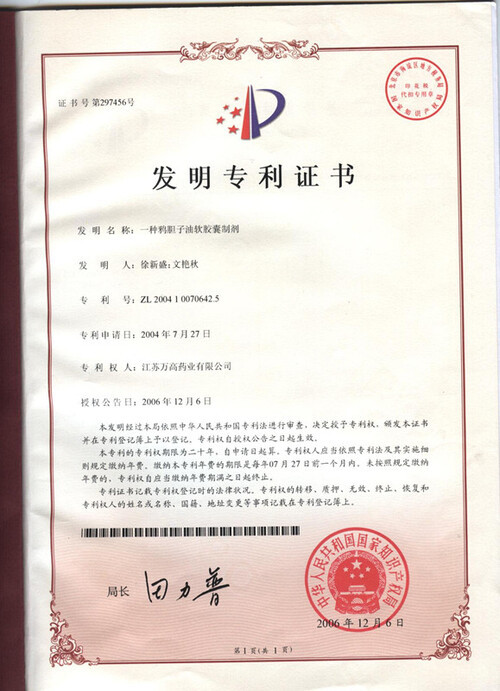 证书号第297456号
印花税
代扣专用章
国家知识产权局
发明专利证书
发明名称：一种鸦胆子油软胶囊制剂
发明人：徐新盛;文艳秋
专利号：ZL 2004 1 0070642.5
专利申请日：2004年7月27日
专利权人：江苏万高药业有限公司
授权公告日：2006年12月6日
本发明经过本局依照中华人民共和国专利法进行审查，决定授予专利权，颁发本证书
并在专利登记簿上予以登记。专利权自授权公告之日起生效。
本专利的专利权期限为二十年，自申请日起算。专利权人应当依照专利法及其实施细
则规定缴纳年费。缴纳本专利年费的期限是每年07月27日前一个月内。未按照规定缴纳
年费的，专利权自应当缴纳年费期满之日起终止。
专利证书记载专利权登记时的法律状况。专利权的转移、质押、无效、终止、恢复和
专利权人的姓名或名称、国籍、地址变更等事项记载在专利登记簿上。
局长
田力普
中华人民共和国国家知识产权局
2006年12月6日
第1页(共1页)